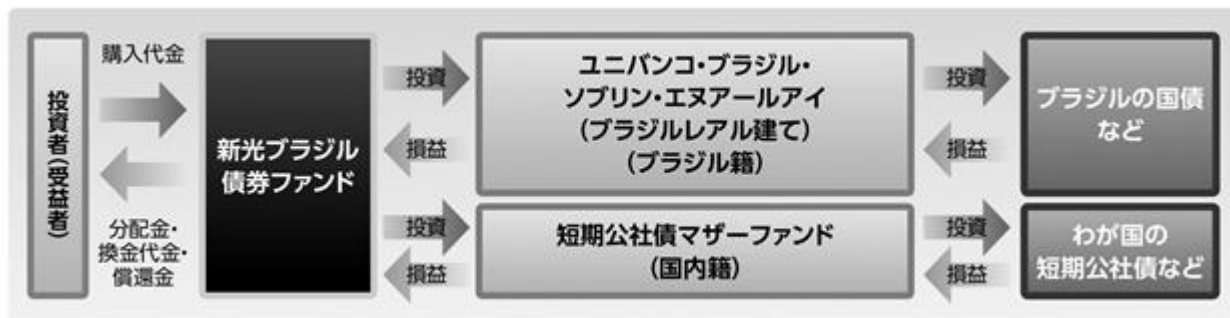 投資者(受益者)
購入代金
分配金・
換金代金・
償還金
新光ブラジル
債券ファンド
投資
損益
投資
損益
ユニバンコ・ブラジル・
ソブリン・エヌアールアイ
(ブラジルレアル建て)
(ブラジル籍)
短期公社債マザーファンド
(国内籍)
投資
損益
投資
損益
ブラジルの国債
など
わが国の
短期公社債など